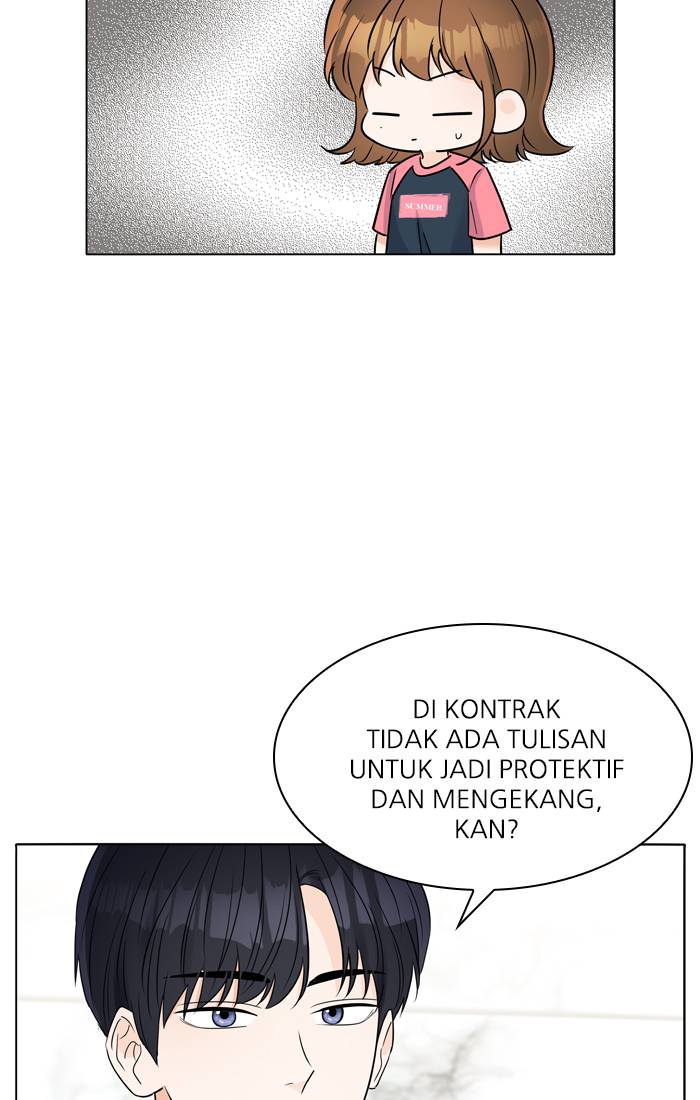 SUMMER
DI KONTRAK
TIDAK ADA TULISAN
UNTUK JADI PROTEKTIF
DAN MENGEKANG,
KAN?